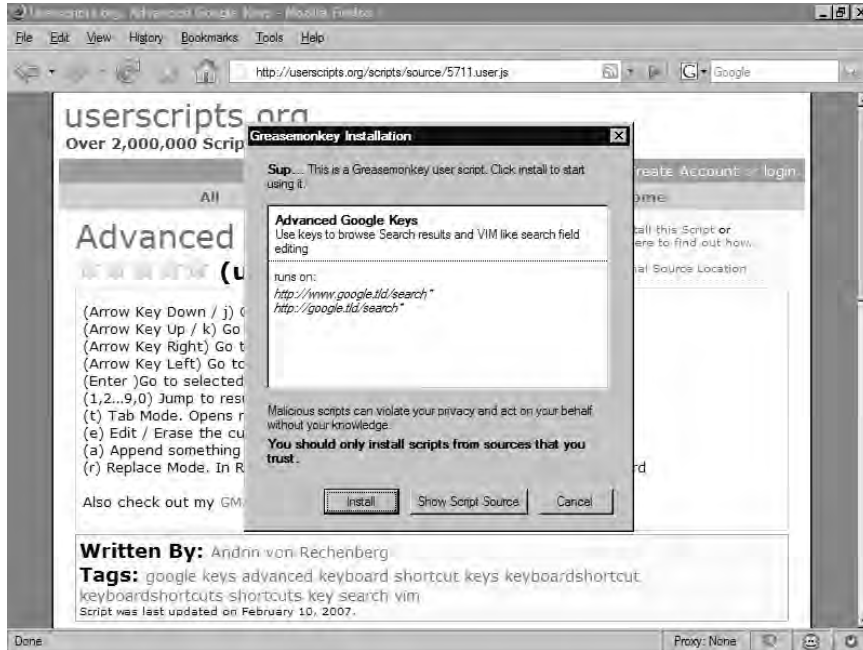 userscripts.org: Advanced Google Keys - Mozilla Firefox
File Edit View History Bookmarks Tools Help
http://userscripts.org/scripts/source/5711.user.js
G Google
userscripts.org
Over 2,000,000 Scrip
Create Account or login
All
Advanced
(u
tall this Script or
ere to find out how.
al Source Location
(Arrow Key Down / j)
(Arrow Key Up / k) Go
(Arrow Key Right) Go t
(Arrow Key Left) Go to
(Enter )Go to selected
(1,2...9,0) Jump to resu
(t) Tab Mode. Opens
(e) Edit / Erase the cu
(a) Append something
(r) Replace Mode. In R
rd
Also check out my GM
Greasemonkey Installation
Sup.... This is a Greasemonkey user script. Click install to start
using it.
Advanced Google Keys
Use keys to browse Search results and VIM like search field
editing
runs on:
http://www.google.tld/search*
http://google.tld/search*
Malicious scripts can violate your privacy and act on your behalf
without your knowledge.
You should only install scripts from sources that you
trust.
Install Show Script Source Cancel
Written By: Andrin von Rechenberg
Tags: google keys advanced keyboard shortcut keys keyboardshortcut
keyboardshortcuts shortcuts key search vim
Script was last updated on February 10, 2007.
Done
Proxy: None